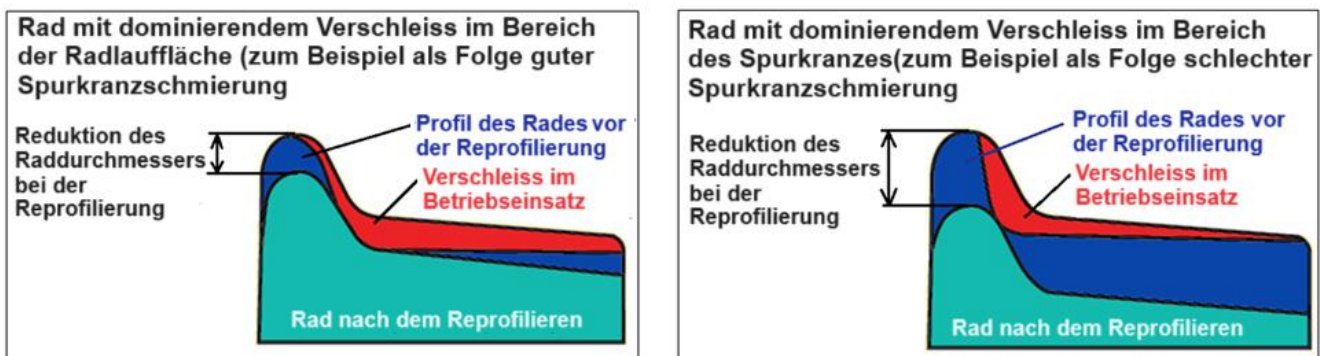 Rad mit dominierendem Verschleiss im Bereich
der Radlauffläche (zum Beispiel als Folge guter
Spurkranzschmierung
Reduktion des
Raddurchmessers
bei der
Reprofilierung
Profil des Rades vor
der Reprofilierung
Verschleiss im
Betriebseinsatz
Rad nach dem Reprofilieren
Rad mit dominierendem Verschleiss im Bereich
des Spurkranzes(zum Beispiel als Folge schlechter
Spurkranzschmierung
Reduktion des
Raddurchmessers
bei der
Reprofilierung
Profil des Rades vor
der Reprofilierung
Verschleiss im
Betriebseinsatz
Rad nach dem Reprofilieren